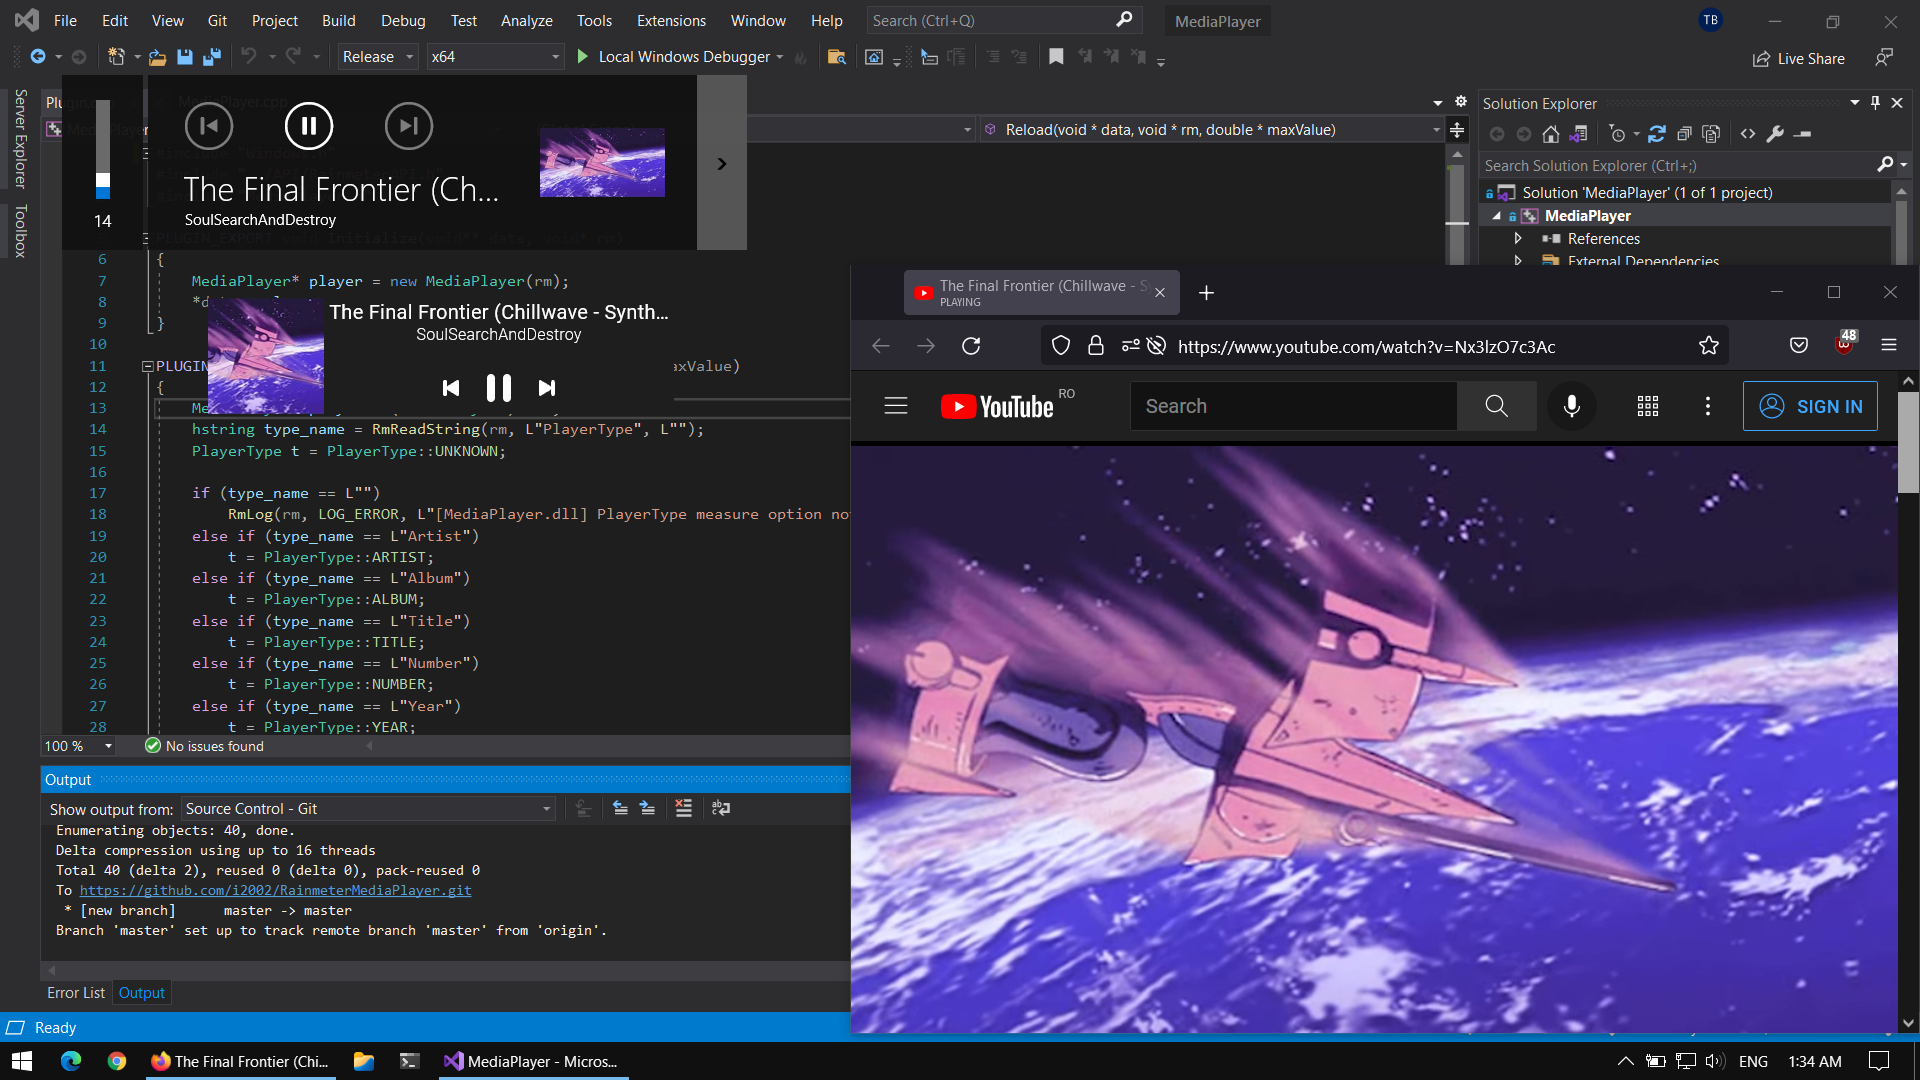 File Edit View Git Project Build Debug Test Analyze Tools Extensions Window Help Search (Ctrl+Q) MediaPlayer TB
Release x64 Local Windows Debugger Live Share
Server Explorer
Toolbox
14
The Final Frontier (Ch...
SoulSearchAndDestroy
Reload(void * data, void * rm, double * maxValue)
6 {
7 MediaPlayer* player = new MediaPlayer(rm);
8
9 }
10
11 PLUGIN
12 {
13
14 hstring type_name = RmReadString(rm, L"PlayerType", L"");
15 PlayerType t = PlayerType::UNKNOWN;
16
17 if (type_name == L"")
18 RmLog(rm, LOG_ERROR, L"[MediaPlayer.dll] PlayerType measure option no
19 else if (type_name == L"Artist")
20 t = PlayerType::ARTIST;
21 else if (type_name == L"Album")
22 t = PlayerType::ALBUM;
23 else if (type_name == L"Title")
24 t = PlayerType::TITLE;
25 else if (type_name == L"Number")
26 t = PlayerType::NUMBER;
27 else if (type_name == L"Year")
28 t = PlayerType::YEAR;
The Final Frontier (Chillwave - Synth...
SoulSearchAndDestroy
100 % No issues found
Output
Show output from: Source Control - Git
Enumerating objects: 40, done.
Delta compression using up to 16 threads
Total 40 (delta 2), reused 0 (delta 0), pack-reused 0
To https://github.com/i2002/RainmeterMediaPlayer.git
* [new branch] master -> master
Branch 'master' set up to track remote branch 'master' from 'origin'.
Error List Output
Ready
Solution Explorer
Search Solution Explorer (Ctrl+;)
Solution 'MediaPlayer' (1 of 1 project)
MediaPlayer
References
External Dependencies
The Final Frontier (Chillwave - S
PLAYING
https://www.youtube.com/watch?v=Nx3lzO7c3Ac
48
YouTube RO
Search
SIGN IN
The Final Frontier (Chi...
MediaPlayer - Micros...
ENG 1:34 AM